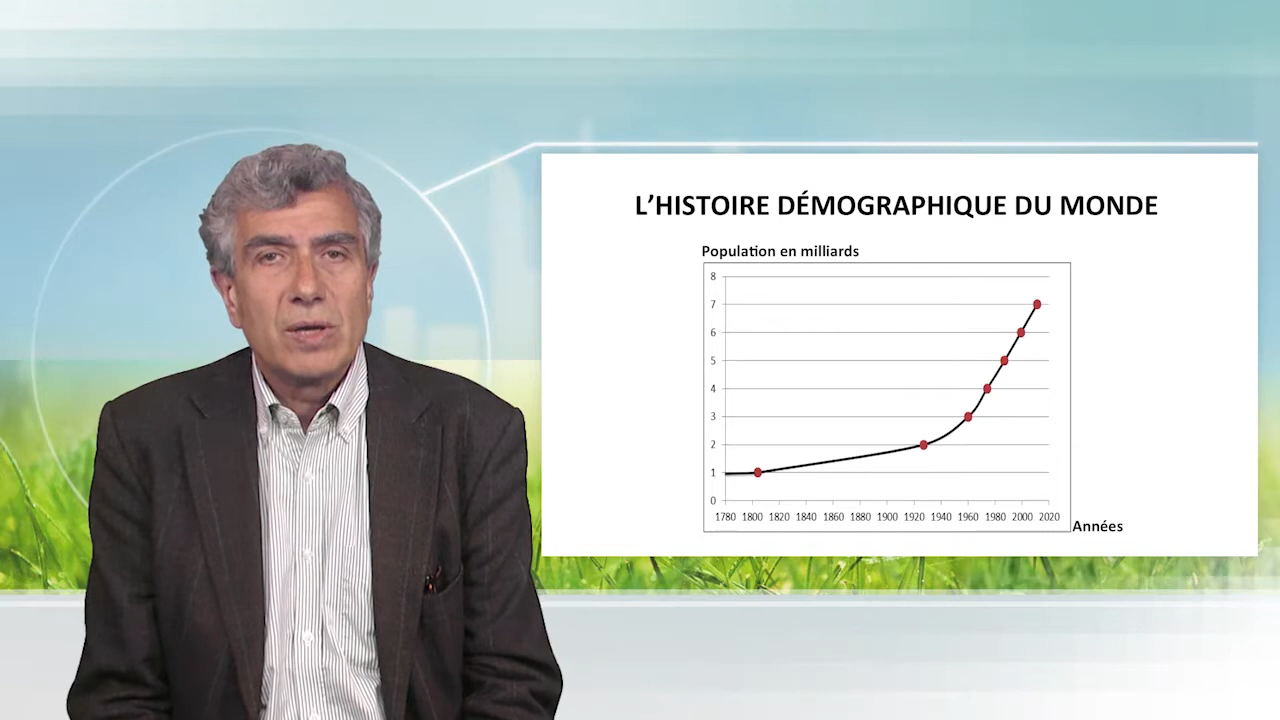 L'HISTOIRE DÉMOGRAPHIQUE DU MONDE
Population en milliards
8
7
6
5
4
3
2
1
0
1780 1800 1820 1840 1860 1880 1900 1920 1940 1960 1980 2000 2020
Années